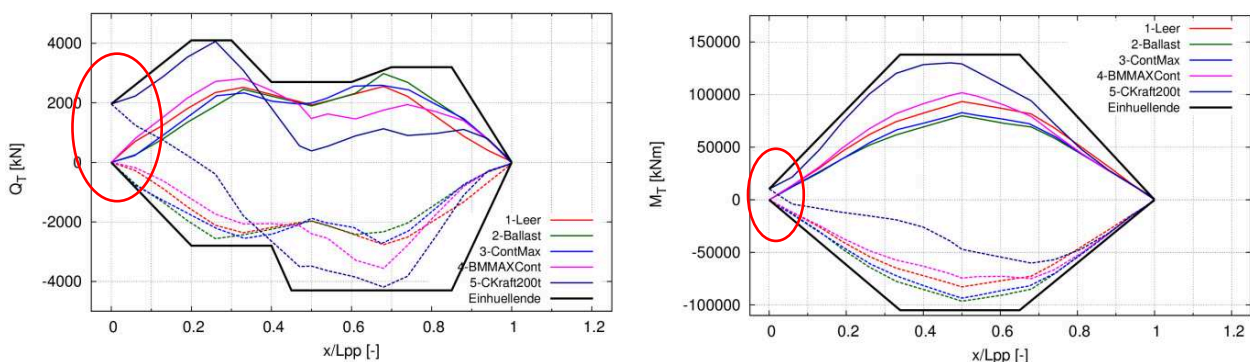 4000
2000
0
-2000
-4000
Q_T [kN]
1-Leer
2-Ballast
3-ContMax
4-BMMAXCont
5-CKraft200t
Einhuellende
0 0.2 0.4 0.6 0.8 1 1.2
x/Lpp [-]
150000
100000
50000
0
-50000
-100000
M_T [kNm]
1-Leer
2-Ballast
3-ContMax
4-BMMAXCont
5-CKraft200t
Einhuellende
0 0.2 0.4 0.6 0.8 1 1.2
x/Lpp [-]